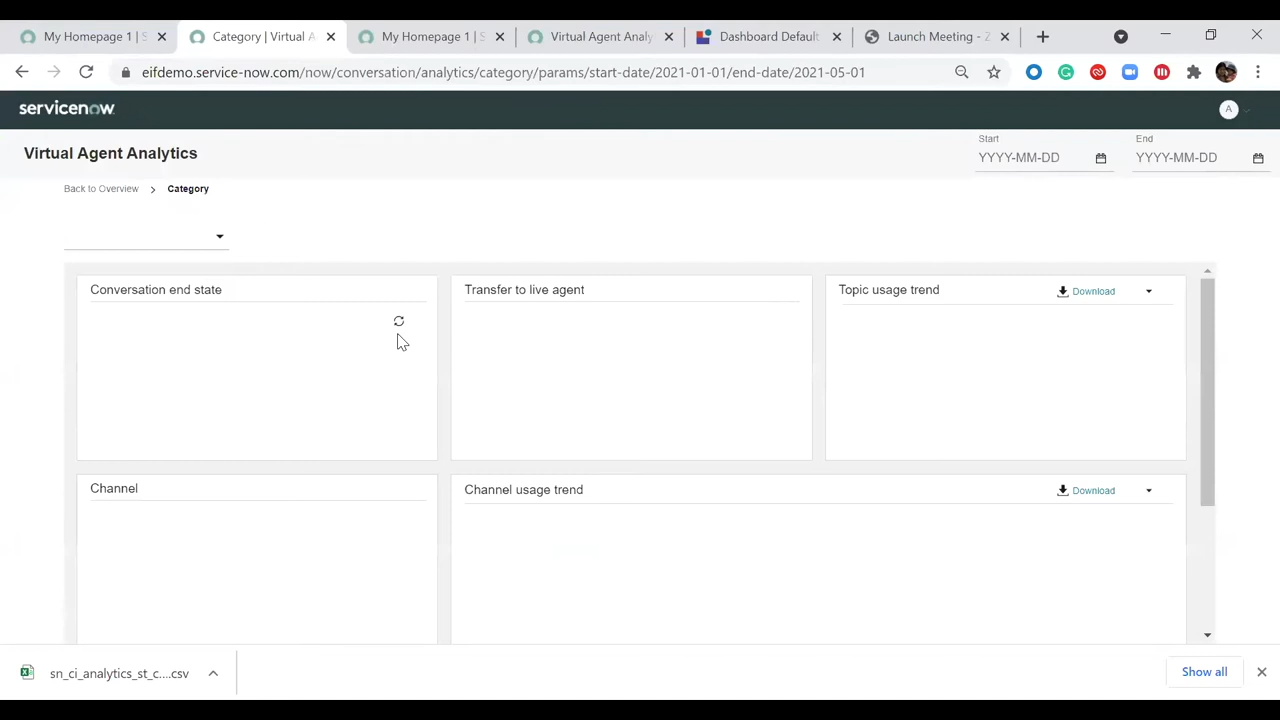 My Homepage 1 | S
Category | Virtual A
My Homepage 1 | S
Virtual Agent Analy
Dashboard Default
Launch Meeting - Z
eifdemo.service-now.com/now/conversation/analytics/category/params/start-date/2021-01-01/end-date/2021-05-01
servicenow
A
Virtual Agent Analytics
Start
YYYY-MM-DD
End
YYYY-MM-DD
Back to Overview > Category
Conversation end state
Transfer to live agent
Topic usage trend
Download
Channel
Channel usage trend
Download
sn_ci_analytics_st_c....csv
Show all